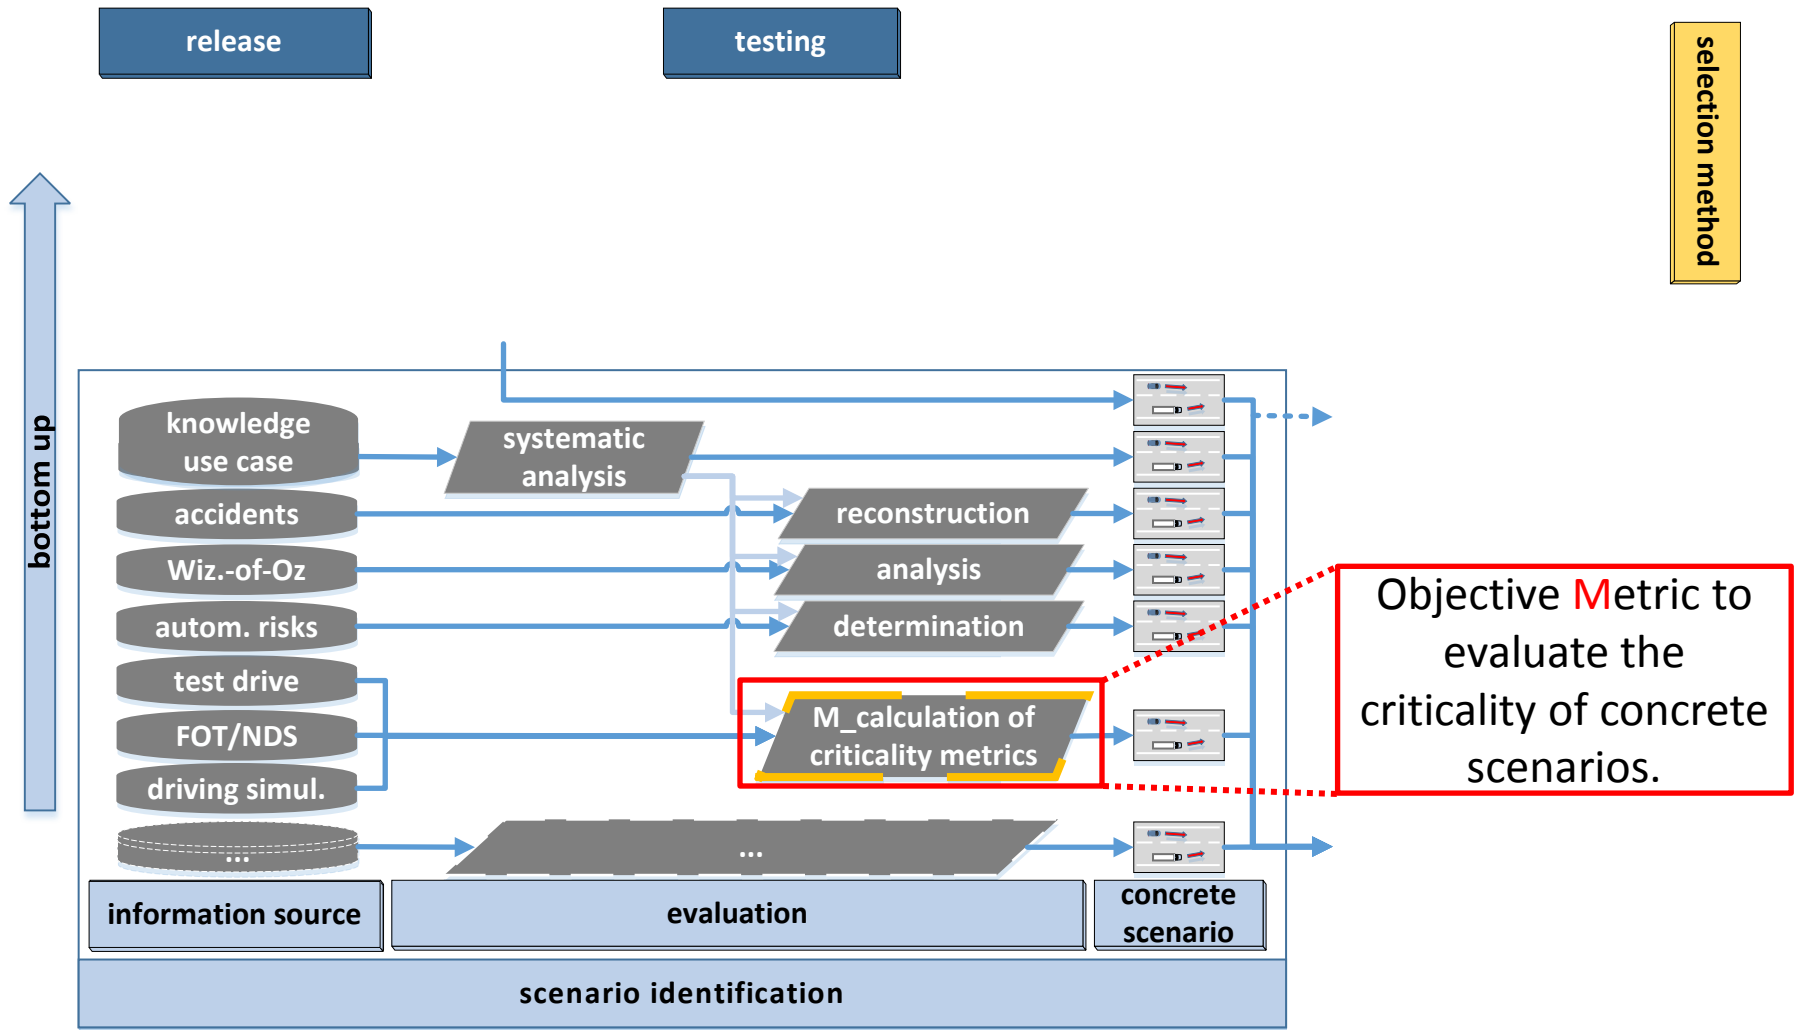 release
testing
selection method
bottom up
knowledge
use case
systematic
analysis
accidents
reconstruction
Wiz.-of-Oz
analysis
autom. risks
determination
test drive
FOT/NDS
driving simul.
M_calculation of
criticality metrics
Objective Metric to
evaluate the
criticality of concrete
scenarios.
...
...
information source
evaluation
concrete
scenario
scenario identification